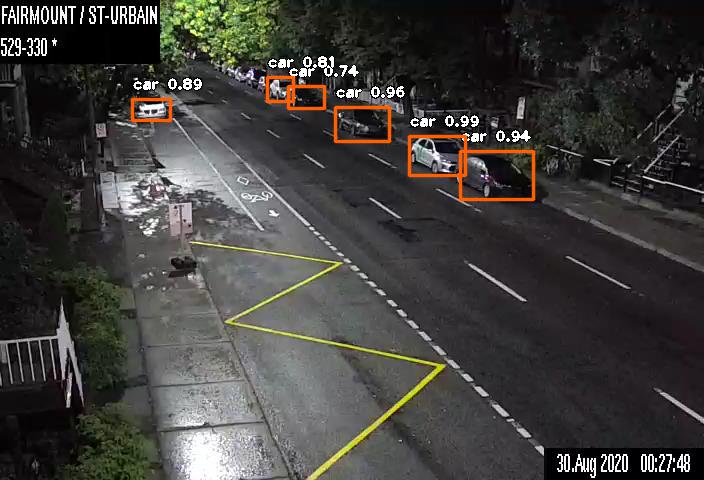 FAIRMOUNT / ST-URBAIN
529-330 *
car 0.81
car 0.74
car 0.89
car 0.96
car 0.99
car 0.94
30.Aug 2020 00:27:48